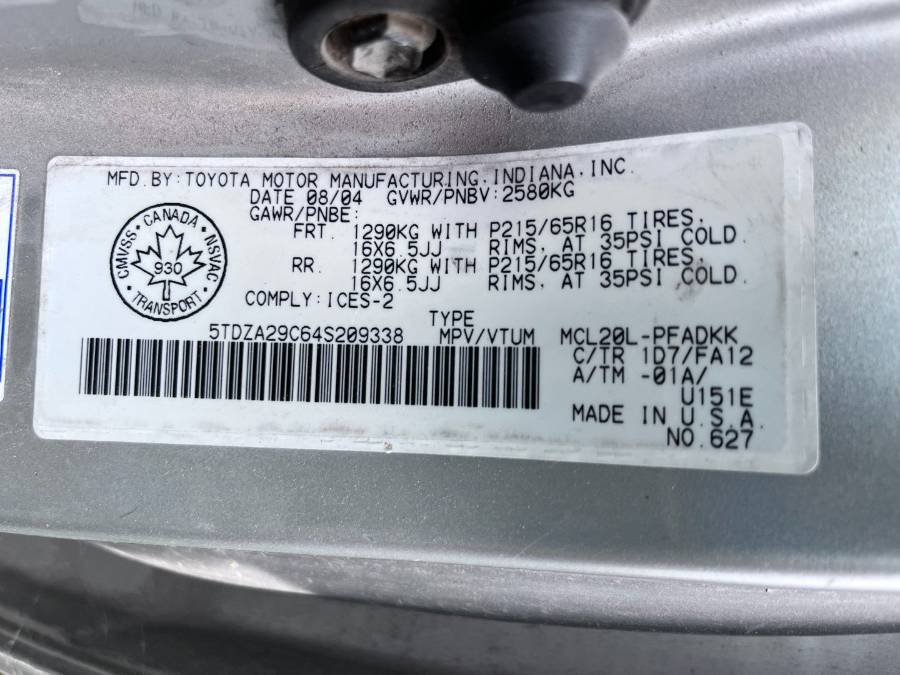 MFD.BY:TOYOTA MOTOR MANUFACTURING,INDIANA,INC.
DATE 08/04 GVWR/PNBV:2580KG
GAWR/PNBE:
FRT. 1290KG WITH P215/65R16 TIRES,
16X6.5JJ RIMS, AT 35PSI COLD.
RR. 1290KG WITH P215/65R16 TIRES,
16X6.5JJ RIMS, AT 35PSI COLD.
COMPLY:ICES-2
CANADA
CMVSS
NSVAC
930
TRANSPORT
TYPE
5TDZA29C64S209338 MPV/VTUM MCL20L-PFADKK
C/TR 1D7/FA12
A/TM -01A/
U151E
MADE IN U.S.A.
NO.627